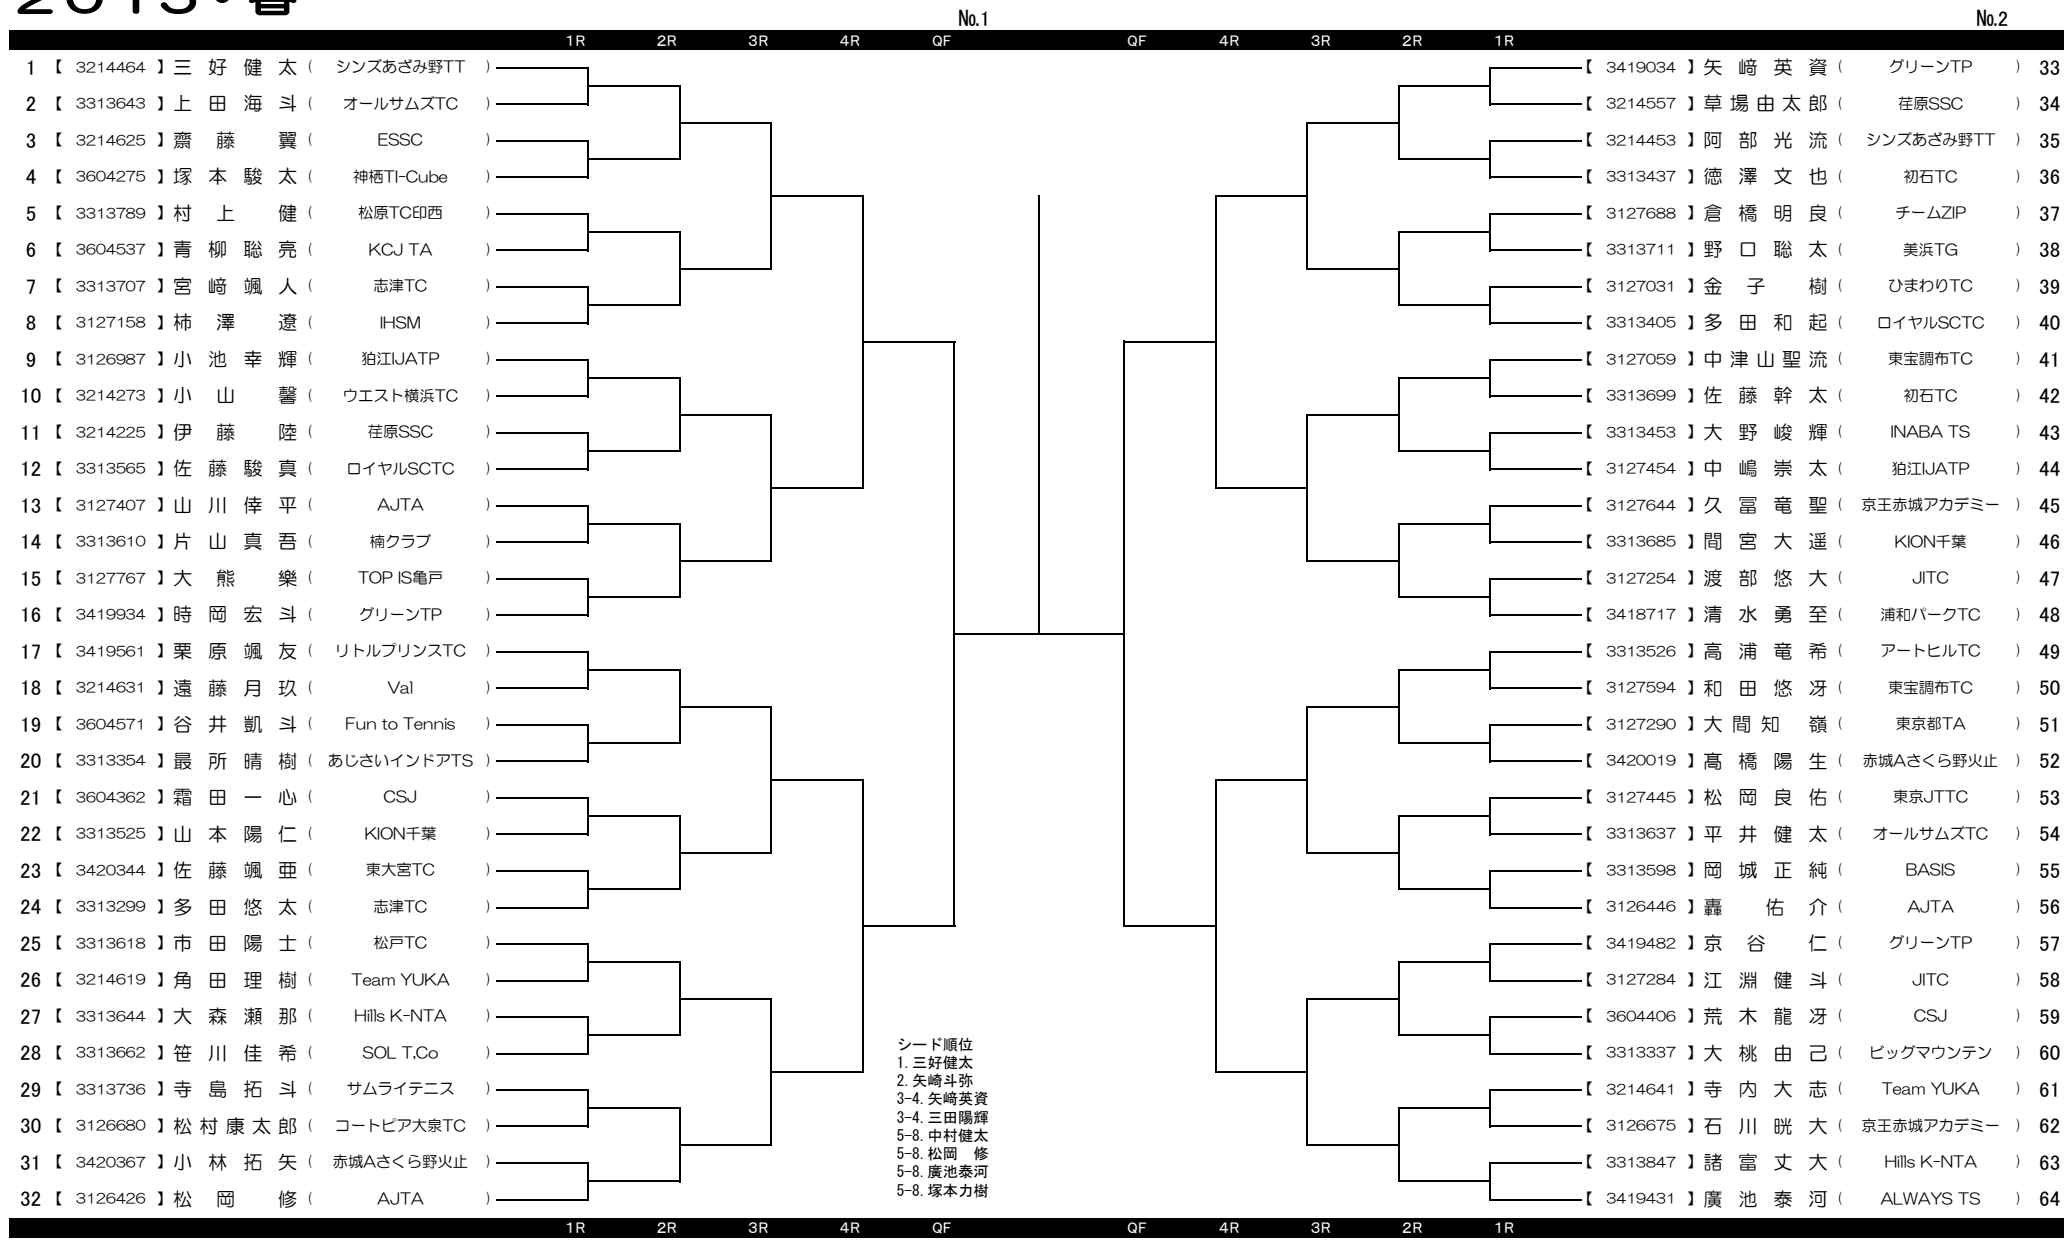 2015・春
No.1 No.2
1R 2R 3R 4R QF QF 4R 3R 2R 1R
1 【 3214464 】 三好健太 ( シンズあざみ野TT )
2 【 3313643 】 上田海斗 ( オールサムズTC )
3 【 3214625 】 齋藤翼 ( ESSC )
4 【 3604275 】 塚本駿太 ( 神栖TI-Cube )
5 【 3313789 】 村上健 ( 松原TC印西 )
6 【 3604537 】 青柳聡亮 ( KCJ TA )
7 【 3313707 】 宮﨑颯人 ( 志津TC )
8 【 3127158 】 柿澤遼 ( IHSM )
9 【 3126987 】 小池幸輝 ( 狛江IJATP )
10 【 3214273 】 小山馨 ( ウエスト横浜TC )
11 【 3214225 】 伊藤陸 ( 荏原SSC )
12 【 3313565 】 佐藤駿真 ( ロイヤルSCTC )
13 【 3127407 】 山川倖平 ( AJTA )
14 【 3313610 】 片山真吾 ( 楠クラブ )
15 【 3127767 】 大熊樂 ( TOP IS亀戸 )
16 【 3419934 】 時岡宏斗 ( グリーンTP )
17 【 3419561 】 栗原颯友 ( リトルプリンスTC )
18 【 3214631 】 遠藤月玖 ( Val )
19 【 3604571 】 谷井凱斗 ( Fun to Tennis )
20 【 3313354 】 最所晴樹 ( あじさいインドアTS )
21 【 3604362 】 霜田一心 ( CSJ )
22 【 3313525 】 山本陽仁 ( KION千葉 )
23 【 3420344 】 佐藤颯亜 ( 東大宮TC )
24 【 3313299 】 多田悠太 ( 志津TC )
25 【 3313618 】 市田陽士 ( 松戸TC )
26 【 3214619 】 角田理樹 ( Team YUKA )
27 【 3313644 】 大森瀬那 ( Hills K-NTA )
28 【 3313662 】 笹川佳希 ( SOL T,Co )
29 【 3313736 】 寺島拓斗 ( サムライテニス )
30 【 3126680 】 松村康太郎 ( コートピア大泉TC )
31 【 3420367 】 小林拓矢 ( 赤城Aさくら野火止 )
32 【 3126426 】 松岡修 ( AJTA )
シード順位
1. 三好健太
2. 矢崎斗弥
3-4. 矢﨑英資
3-4. 三田陽輝
5-8. 中村健太
5-8. 松岡 修
5-8. 廣池泰河
5-8. 塚本力樹
【 3419034 】 矢﨑英資 ( グリーンTP ) 33
【 3214557 】 草場由太郎 ( 荏原SSC ) 34
【 3214453 】 阿部光流 ( シンズあざみ野TT ) 35
【 3313437 】 徳澤文也 ( 初石TC ) 36
【 3127688 】 倉橋明良 ( チームZIP ) 37
【 3313711 】 野口聡太 ( 美浜TG ) 38
【 3127031 】 金子樹 ( ひまわりTC ) 39
【 3313405 】 多田和起 ( ロイヤルSCTC ) 40
【 3127059 】 中津山聖流 ( 東宝調布TC ) 41
【 3313699 】 佐藤幹太 ( 初石TC ) 42
【 3313453 】 大野峻輝 ( INABA TS ) 43
【 3127454 】 中嶋崇太 ( 狛江IJATP ) 44
【 3127644 】 久冨竜聖 ( 京王赤城アカデミー ) 45
【 3313685 】 間宮大遥 ( KION千葉 ) 46
【 3127254 】 渡部悠大 ( JITC ) 47
【 3418717 】 清水勇至 ( 浦和パークTC ) 48
【 3313526 】 高浦竜希 ( アートヒルTC ) 49
【 3127594 】 和田悠冴 ( 東宝調布TC ) 50
【 3127290 】 大間知嶺 ( 東京都TA ) 51
【 3420019 】 髙橋陽生 ( 赤城Aさくら野火止 ) 52
【 3127445 】 松岡良佑 ( 東京JTTC ) 53
【 3313637 】 平井健太 ( オールサムズTC ) 54
【 3313598 】 岡城正純 ( BASIS ) 55
【 3126446 】 轟佑介 ( AJTA ) 56
【 3419482 】 京谷仁 ( グリーンTP ) 57
【 3127284 】 江淵健斗 ( JITC ) 58
【 3604406 】 荒木龍冴 ( CSJ ) 59
【 3313337 】 大桃由己 ( ビッグマウンテン ) 60
【 3214641 】 寺内大志 ( Team YUKA ) 61
【 3126675 】 石川晄大 ( 京王赤城アカデミー ) 62
【 3313847 】 諸富丈大 ( Hills K-NTA ) 63
【 3419431 】 廣池泰河 ( ALWAYS TS ) 64
1R 2R 3R 4R QF QF 4R 3R 2R 1R